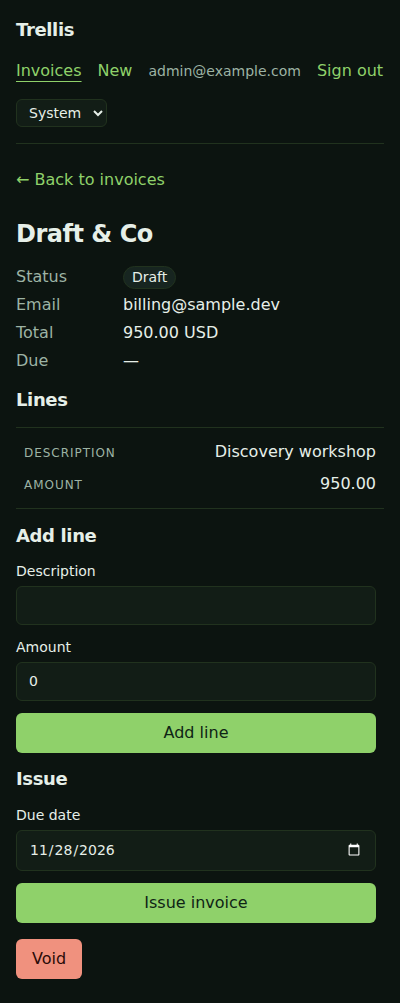 Trellis
Invoices New admin@example.com Sign out
System
← Back to invoices
Draft & Co
Status Draft
Email billing@sample.dev
Total 950.00 USD
Due —
Lines
DESCRIPTION Discovery workshop
AMOUNT 950.00
Add line
Description
Amount
0
Add line
Issue
Due date
11/28/2026
Issue invoice
Void